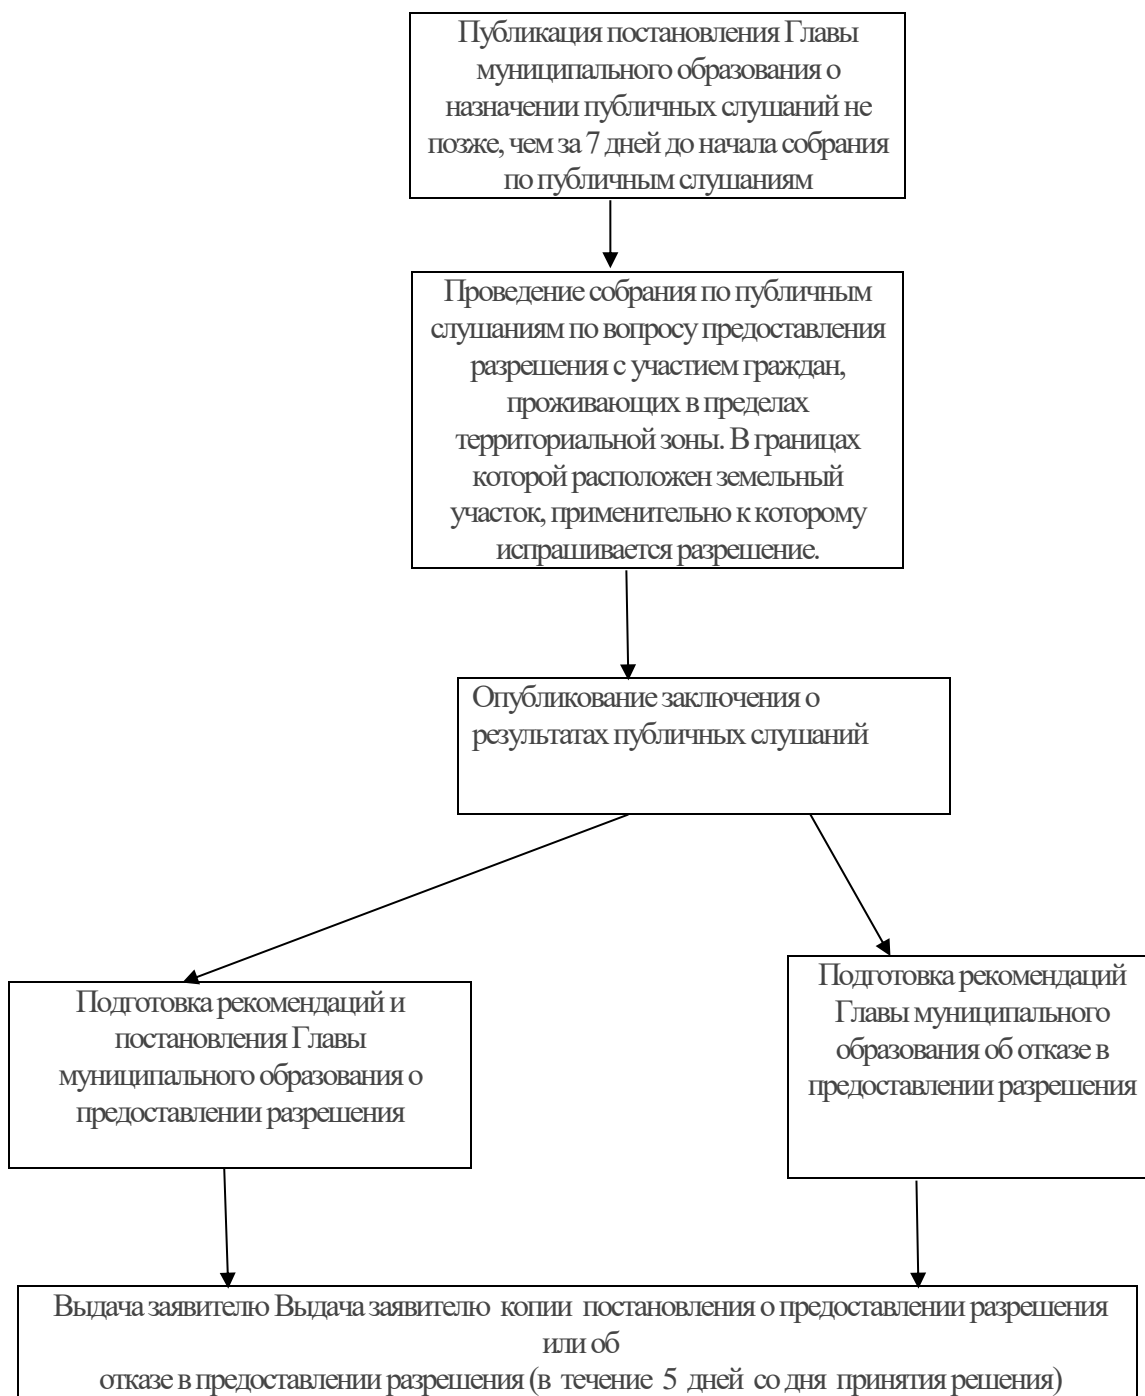 Публикация постановления Главы
муниципального образования о
назначении публичных слушаний не
позже, чем за 7 дней до начала собрания
по публичным слушаниям
Проведение собрания по публичным
слушаниям по вопросу предоставления
разрешения с участием граждан,
проживающих в пределах
территориальной зоны. В границах
которой расположен земельный
участок, применительно к которому
испрашивается разрешение.
Опубликование заключения о
результатах публичных слушаний
Подготовка рекомендаций и
постановления Главы
муниципального образования о
предоставлении разрешения
Подготовка рекомендаций
Главы муниципального
образования об отказе в
предоставлении разрешения
Выдача заявителю Выдача заявителю копии постановления о предоставлении разрешения
или об
отказе в предоставлении разрешения (в течение 5 дней со дня принятия решения)